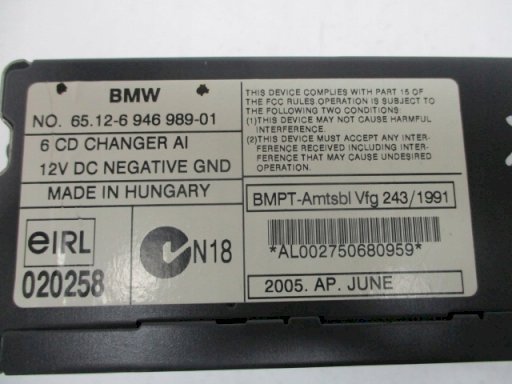 BMW
NO. 65.12-6 946 989-01
6 CD CHANGER AI
12V DC NEGATIVE GND
MADE IN HUNGARY
eIRL
020258
N18
THIS DEVICE COMPLIES WITH PART 15 OF
THE FCC RULES.OPERATION IS SUBJECT TO
THE FOLLOWING TWO CONDITIONS:
(1)THIS DEVICE MAY NOT CAUSE HARMFUL
INTERFERENCE.
(2)THIS DEVICE MUST ACCEPT ANY INTER-
FERENCE RECEIVED INCLUDING INTERFE-
RENCE THAT MAY CAUSE UNDESIRED
OPERATION.
BMPT-Amtsbl Vfg 243/1991
*AL002750680959*
2005. AP. JUNE